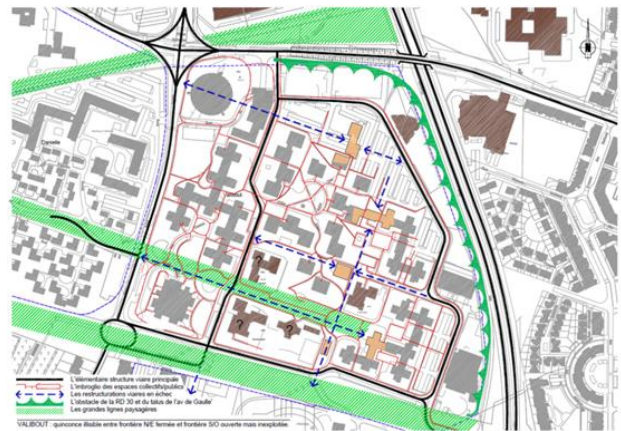 N
Danielle
?
?
?
L'élémentaire structure viaire principale
L'imbroglio des espaces collectifs/publics
Les restructurations viaires en échec
L'obstacle de la RD 30 et du talus de l'av de Gaulle'
Les grandes lignes paysagères
VALIBOUT : quinconce illisible entre frontière N/E fermée et frontière S/O ouverte mais inexploitée.